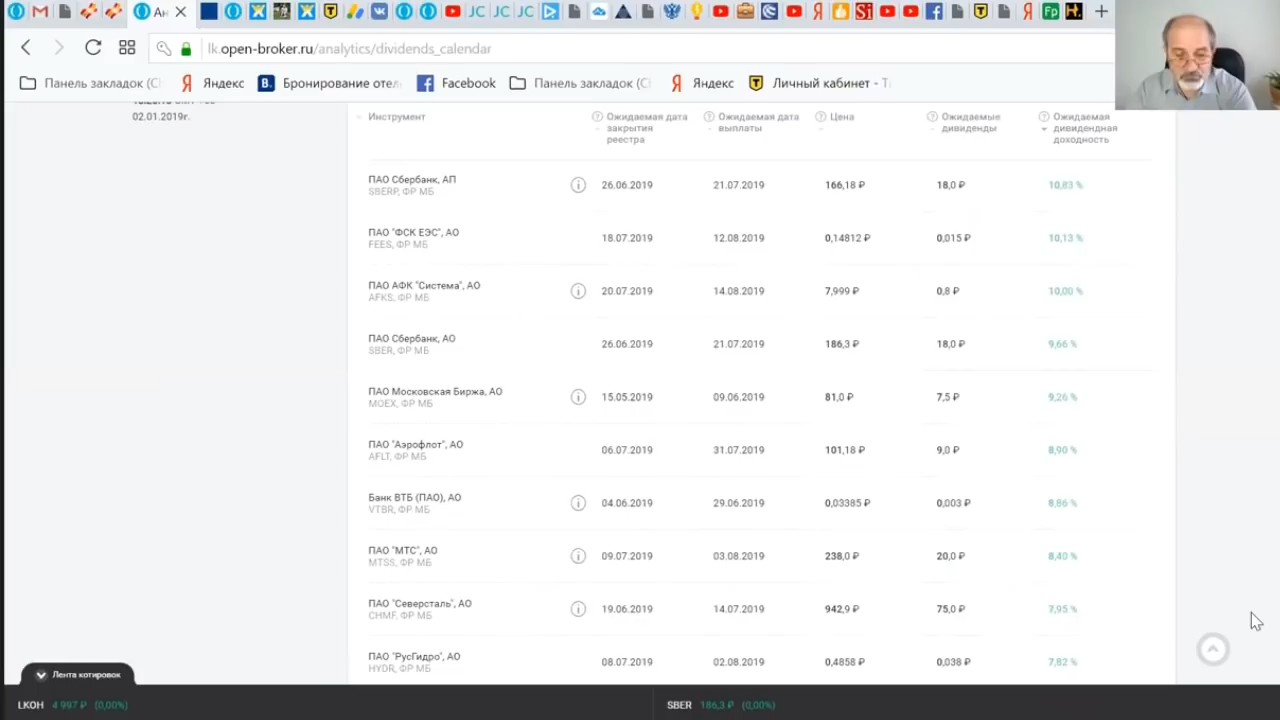 Ан
JC
JC
JC
Я
Si
Я
Fp
H.
lk.open-broker.ru/analytics/dividends_calendar
Панель закладок (С
Яндекс
B. Бронирование отел
Facebook
Панель закладок (С
Яндекс
Личный кабинет - Т
02.01.2019г.
Инструмент
Ожидаемая дата закрытия реестра
Ожидаемая дата выплаты
Цена
Ожидаемые дивиденды
Ожидаемая дивидендная доходность
ПАО Сбербанк, АП
SBERP, ФР МБ
26.06.2019 21.07.2019 166,18 ₽ 18,0 ₽ 10,83 %
ПАО "ФСК ЕЭС", АО
FEES, ФР МБ
18.07.2019 12.08.2019 0,14812 ₽ 0,015 ₽ 10,13 %
ПАО АФК "Система", АО
AFKS, ФР МБ
20.07.2019 14.08.2019 7,999 ₽ 0,8 ₽ 10,00 %
ПАО Сбербанк, АО
SBER, ФР МБ
26.06.2019 21.07.2019 186,3 ₽ 18,0 ₽ 9,66 %
ПАО Московская Биржа, АО
MOEX, ФР МБ
15.05.2019 09.06.2019 81,0 ₽ 7,5 ₽ 9,26 %
ПАО "Аэрофлот", АО
AFLT, ФР МБ
06.07.2019 31.07.2019 101,18 ₽ 9,0 ₽ 8,90 %
Банк ВТБ (ПАО), АО
VTBR, ФР МБ
04.06.2019 29.06.2019 0,03385 ₽ 0,003 ₽ 8,86 %
ПАО "МТС", АО
MTSS, ФР МБ
09.07.2019 03.08.2019 238,0 ₽ 20,0 ₽ 8,40 %
ПАО "Северсталь", АО
CHMF, ФР МБ
19.06.2019 14.07.2019 942,9 ₽ 75,0 ₽ 7,95 %
ПАО "РусГидро", АО
HYDR, ФР МБ
08.07.2019 02.08.2019 0,4858 ₽ 0,038 ₽ 7,82 %
Лента котировок
LKOH 4 997 ₽ (0,00%)
SBER 186,3 ₽ (0,00%)